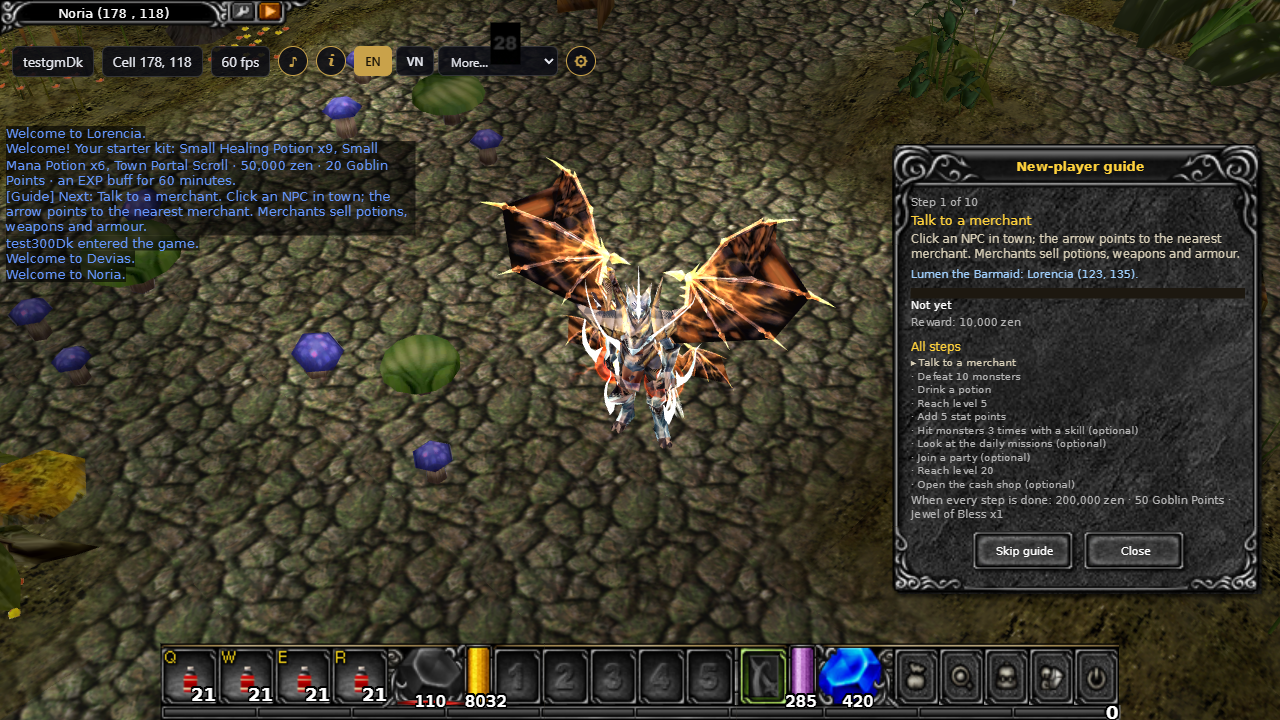 Noria (178 , 118)
testgmDk
Cell 178, 118
60 fps
♪
i
EN
VN
More...
28
Welcome to Lorencia.
Welcome! Your starter kit: Small Healing Potion x9, Small
Mana Potion x6, Town Portal Scroll · 50,000 zen · 20 Goblin
Points · an EXP buff for 60 minutes.
[Guide] Next: Talk to a merchant. Click an NPC in town; the
arrow points to the nearest merchant. Merchants sell potions,
weapons and armour.
test300Dk entered the game.
Welcome to Devias.
Welcome to Noria.
New-player guide
Step 1 of 10
Talk to a merchant
Click an NPC in town; the arrow points to the nearest
merchant. Merchants sell potions, weapons and armour.
Lumen the Barmaid: Lorencia (123, 135).
Not yet
Reward: 10,000 zen
All steps
▸ Talk to a merchant
· Defeat 10 monsters
· Drink a potion
· Reach level 5
· Add 5 stat points
· Hit monsters 3 times with a skill (optional)
· Look at the daily missions (optional)
· Join a party (optional)
· Reach level 20
· Open the cash shop (optional)
When every step is done: 200,000 zen · 50 Goblin Points ·
Jewel of Bless x1
Skip guide
Close
Q
21
W
21
E
21
R
21
110
8032
1
2
3
4
5
285
420
0